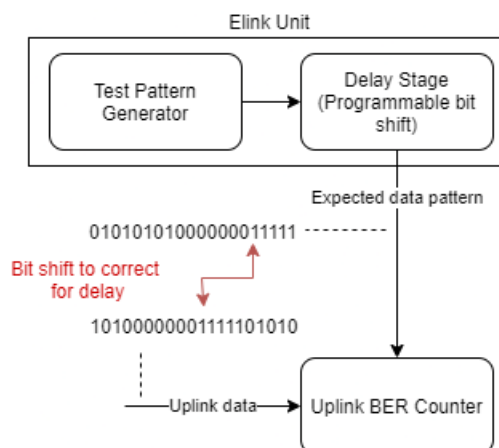 Elink Unit
Test Pattern
Generator
Delay Stage
(Programmable bit
shift)
Expected data pattern
01010101000000011111
Bit shift to correct
for delay
10100000001111101010
Uplink data
Uplink BER Counter